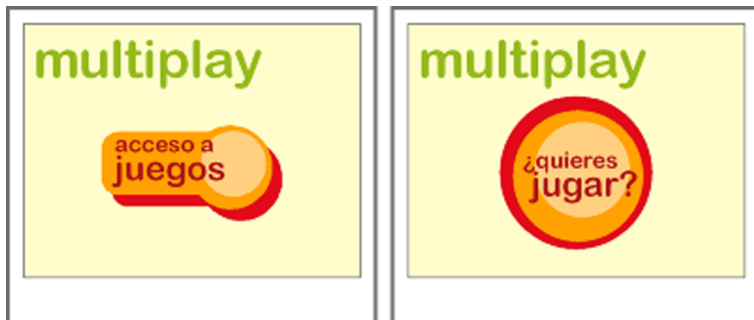 multiplay
acceso a
juegos
multiplay
¿quieres
jugar?